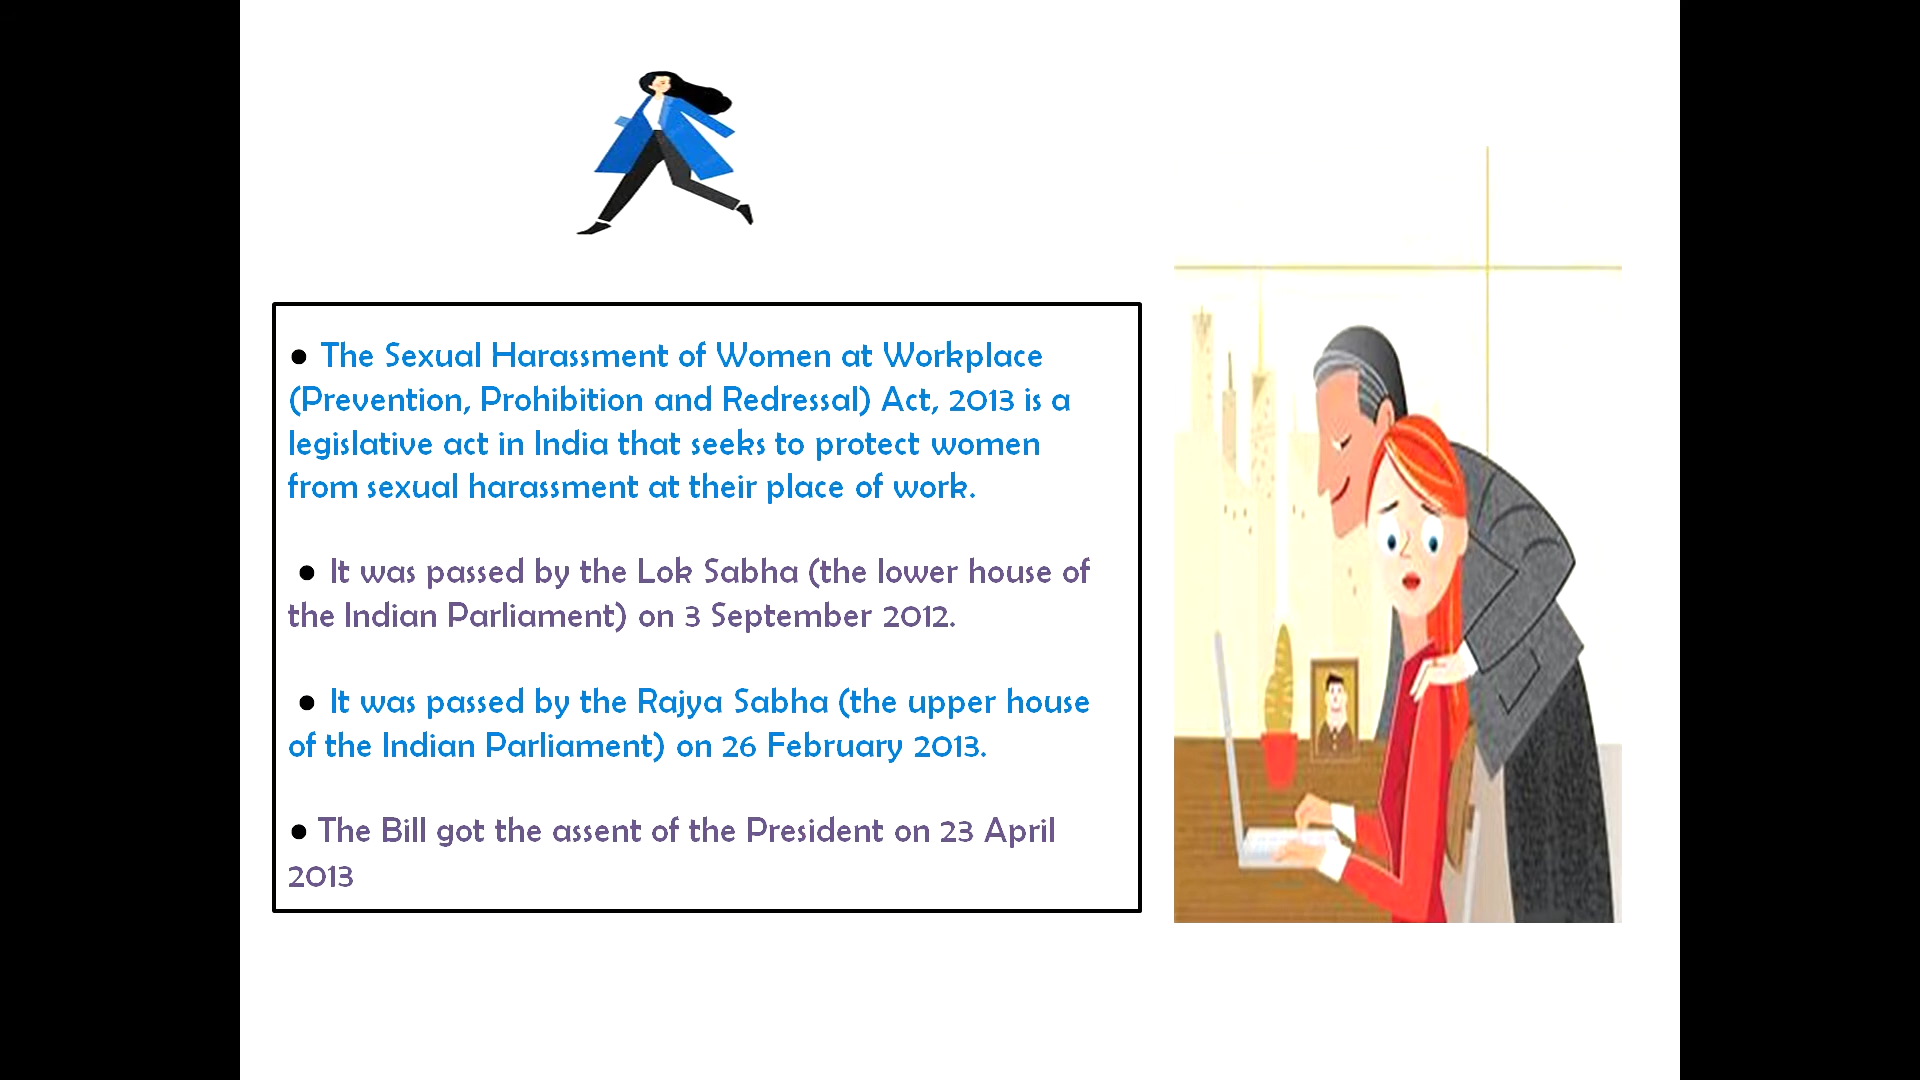 ● The Sexual Harassment of Women at Workplace
(Prevention, Prohibition and Redressal) Act, 2013 is a
legislative act in India that seeks to protect women
from sexual harassment at their place of work.
● It was passed by the Lok Sabha (the lower house of
the Indian Parliament) on 3 September 2012.
● It was passed by the Rajya Sabha (the upper house
of the Indian Parliament) on 26 February 2013.
● The Bill got the assent of the President on 23 April
2013